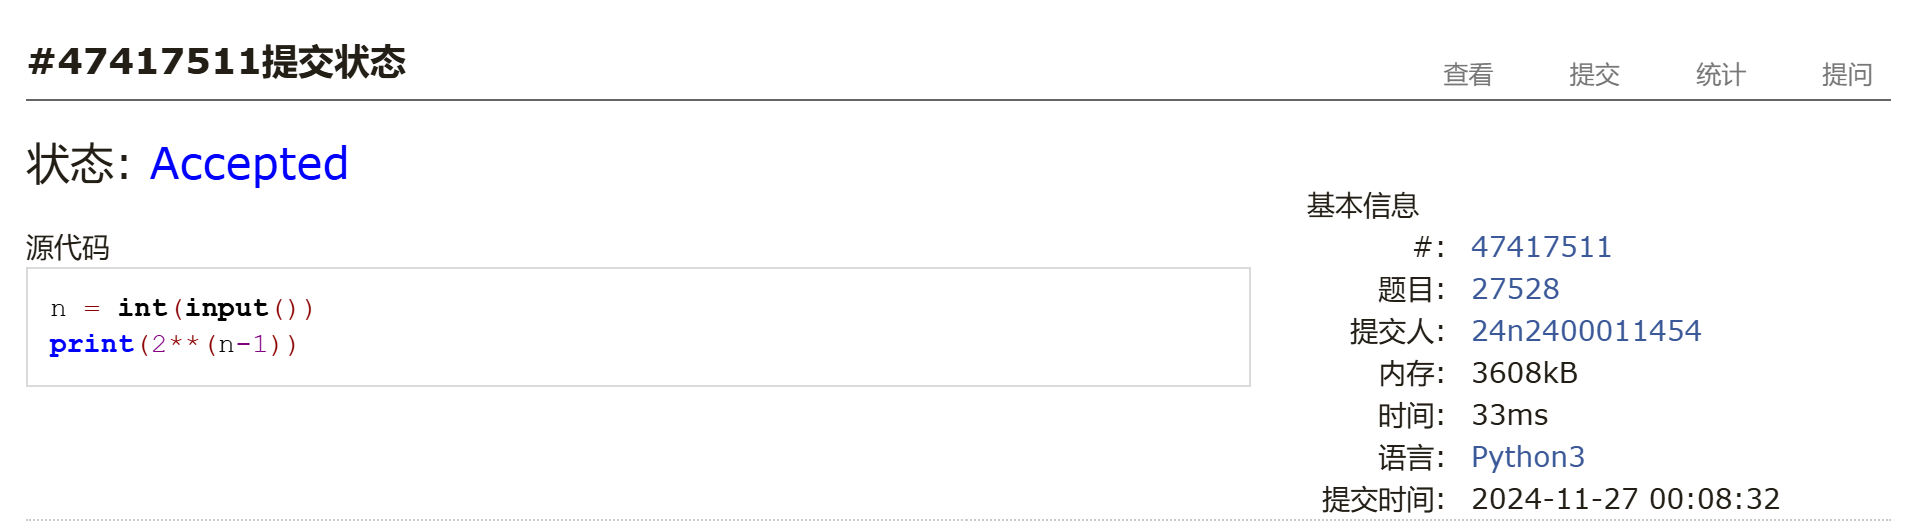 #47417511提交状态
查看 提交 统计 提问
状态: Accepted
源代码
n = int(input())
print(2**(n-1))
基本信息
#: 47417511
题目: 27528
提交人: 24n2400011454
内存: 3608kB
时间: 33ms
语言: Python3
提交时间: 2024-11-27 00:08:32